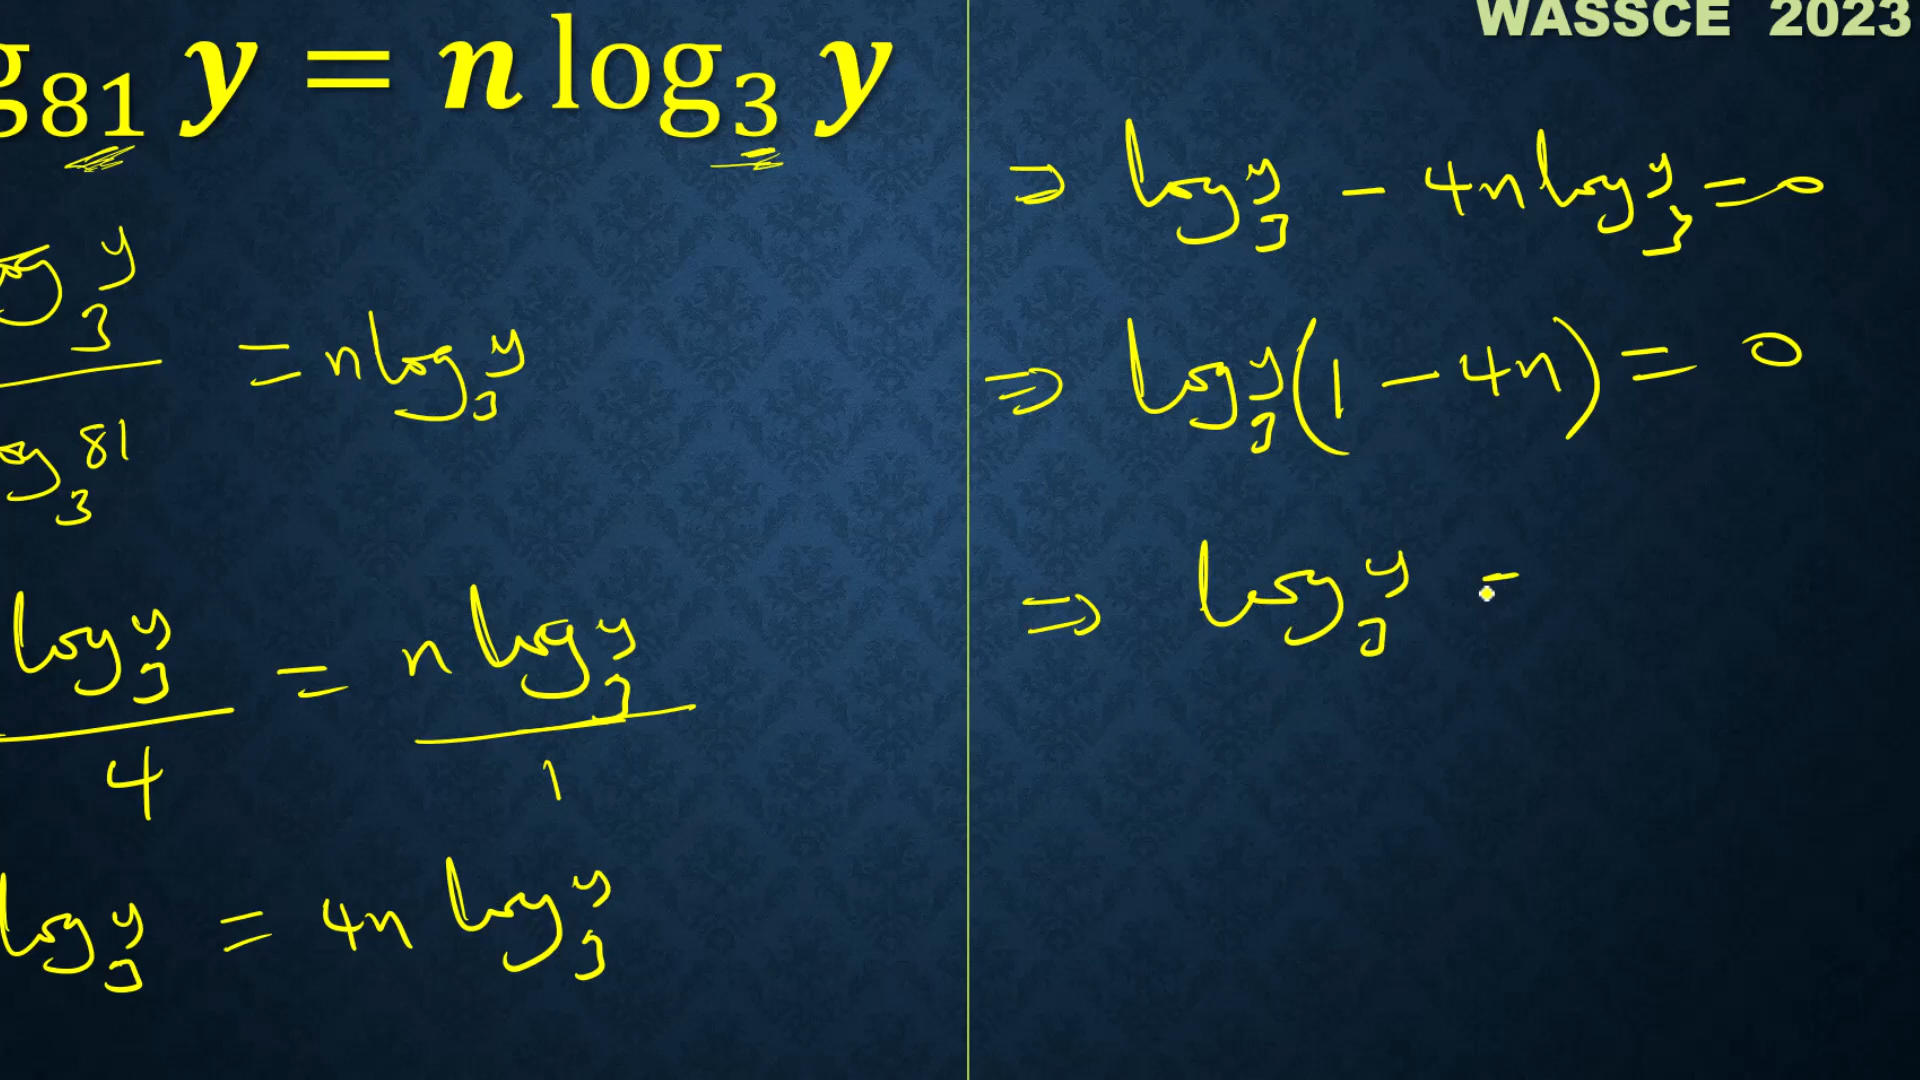 g₈₁ y = n log₃ y
log₃ y / log₃ 81 = n log₃ y
log₃ y / 4 = n log₃ y / 1
log₃ y = 4n log₃ y
WASSCE 2023
⇒ log₃ y − 4n log₃ y = 0
⇒ log₃ y (1 − 4n) = 0
⇒ log₃ y =